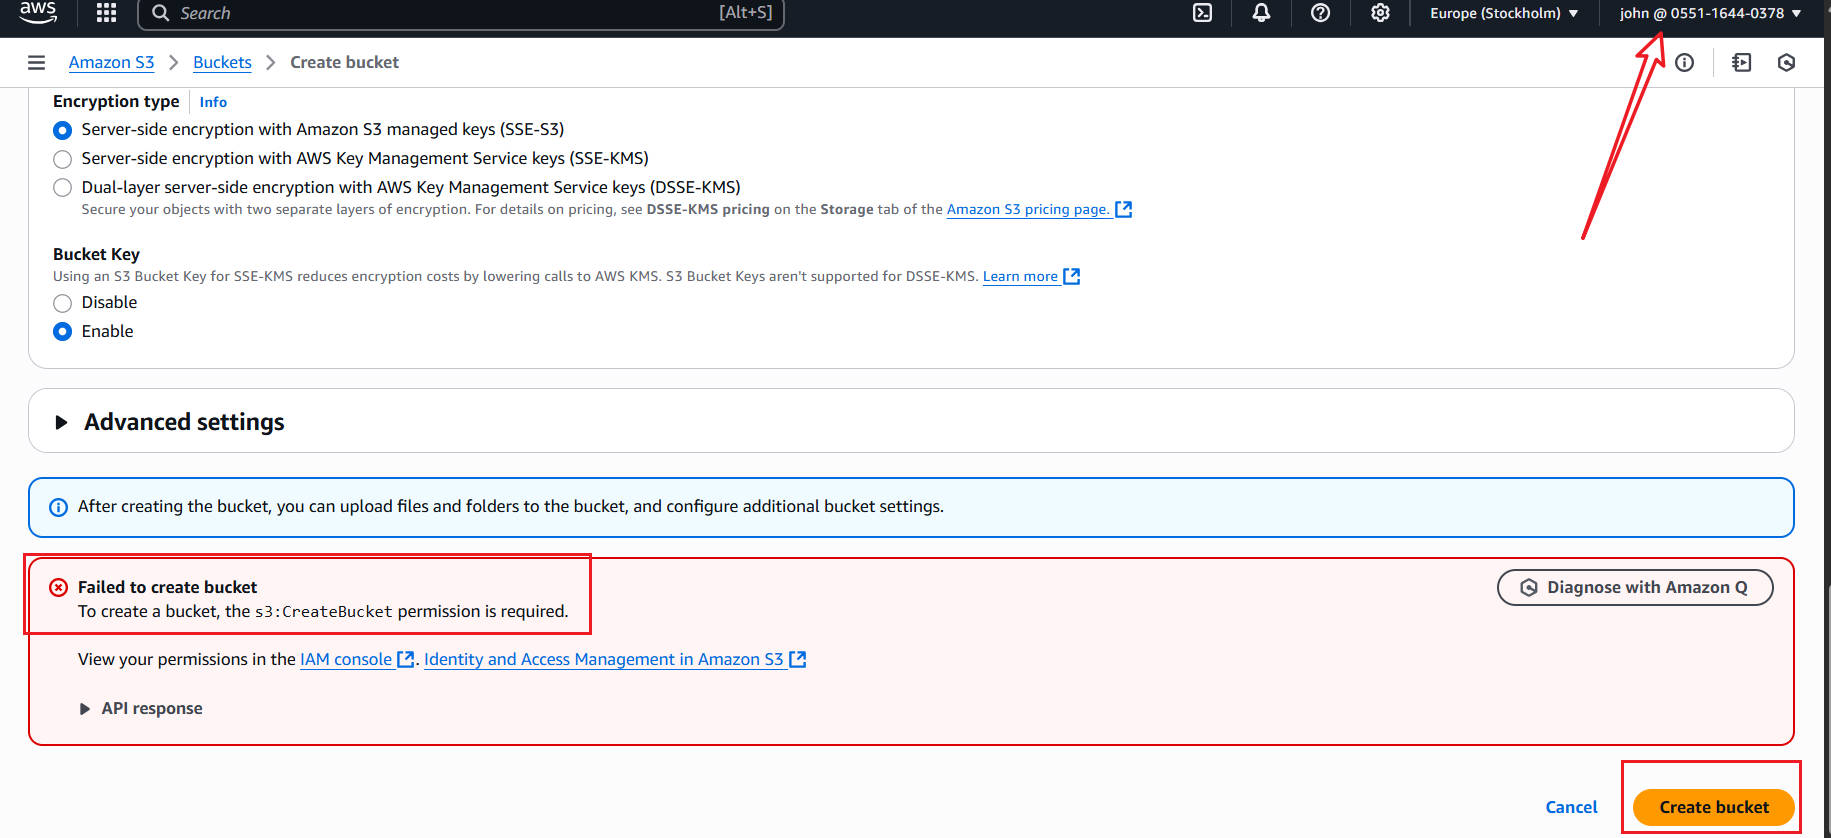 aws
Search
[Alt+S]
Europe (Stockholm)
john @ 0551-1644-0378
Amazon S3
Buckets
Create bucket
Encryption type
Info
Server-side encryption with Amazon S3 managed keys (SSE-S3)
Server-side encryption with AWS Key Management Service keys (SSE-KMS)
Dual-layer server-side encryption with AWS Key Management Service keys (DSSE-KMS)
Secure your objects with two separate layers of encryption. For details on pricing, see DSSE-KMS pricing on the Storage tab of the Amazon S3 pricing page.
Bucket Key
Using an S3 Bucket Key for SSE-KMS reduces encryption costs by lowering calls to AWS KMS. S3 Bucket Keys aren't supported for DSSE-KMS. Learn more
Disable
Enable
Advanced settings
After creating the bucket, you can upload files and folders to the bucket, and configure additional bucket settings.
Failed to create bucket
Diagnose with Amazon Q
To create a bucket, the s3:CreateBucket permission is required.
View your permissions in the IAM console. Identity and Access Management in Amazon S3
API response
Cancel
Create bucket